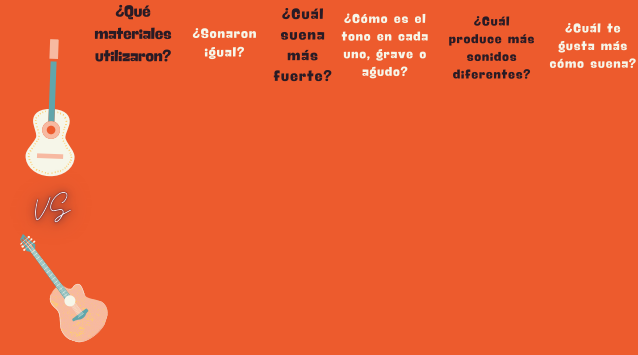 ¿Qué
materiales
utilizaron?
¿Sonaron
igual?
¿Cuál
suena
más
fuerte?
¿Cómo es el
tono en cada
uno, grave o
agudo?
¿Cuál
produce más
sonidos
diferentes?
¿Cuál te
gusta más
cómo suena?
VS